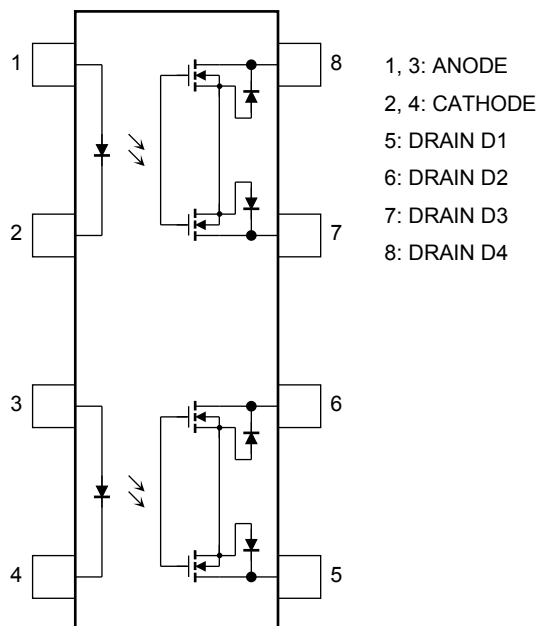 1
2
3
4
8
7
6
5
1, 3: ANODE
2, 4: CATHODE
5: DRAIN D1
6: DRAIN D2
7: DRAIN D3
8: DRAIN D4